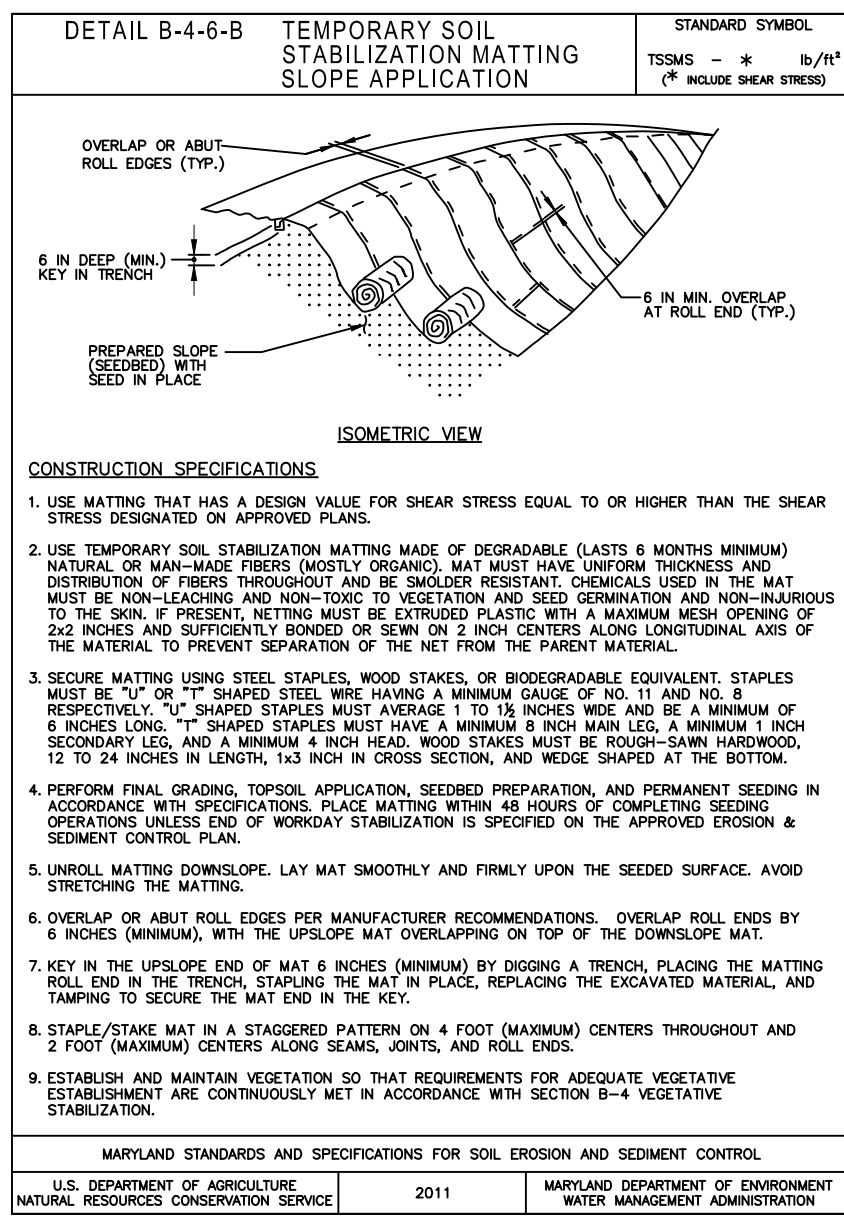 DETAIL B-4-6-B TEMPORARY SOIL
STABILIZATION MATTING
SLOPE APPLICATION
STANDARD SYMBOL
TSSMS - * lb/ft²
(* INCLUDE SHEAR STRESS)
OVERLAP OR ABUT
ROLL EDGES (TYP.)
6 IN DEEP (MIN.)
KEY IN TRENCH
6 IN MIN. OVERLAP
AT ROLL END (TYP.)
PREPARED SLOPE
(SEEDBED) WITH
SEED IN PLACE
ISOMETRIC VIEW
CONSTRUCTION SPECIFICATIONS
1. USE MATTING THAT HAS A DESIGN VALUE FOR SHEAR STRESS EQUAL TO OR HIGHER THAN THE SHEAR
STRESS DESIGNATED ON APPROVED PLANS.
2. USE TEMPORARY SOIL STABILIZATION MATTING MADE OF DEGRADABLE (LASTS 6 MONTHS MINIMUM)
NATURAL OR MAN-MADE FIBERS (MOSTLY ORGANIC). MAT MUST HAVE UNIFORM THICKNESS AND
DISTRIBUTION OF FIBERS THROUGHOUT AND BE SMOLDER RESISTANT. CHEMICALS USED IN THE MAT
MUST BE NON-LEACHING AND NON-TOXIC TO VEGETATION AND SEED GERMINATION AND NON-INJURIOUS
TO THE SKIN. IF PRESENT, NETTING MUST BE EXTRUDED PLASTIC WITH A MAXIMUM MESH OPENING OF
2x2 INCHES AND SUFFICIENTLY BONDED OR SEWN ON 2 INCH CENTERS ALONG LONGITUDINAL AXIS OF
THE MATERIAL TO PREVENT SEPARATION OF THE NET FROM THE PARENT MATERIAL.
3. SECURE MATTING USING STEEL STAPLES, WOOD STAKES, OR BIODEGRADABLE EQUIVALENT. STAPLES
MUST BE "U" OR "T" SHAPED STEEL WIRE HAVING A MINIMUM GAUGE OF NO. 11 AND NO. 8
RESPECTIVELY. "U" SHAPED STAPLES MUST AVERAGE 1 TO 1½ INCHES WIDE AND BE A MINIMUM OF
6 INCHES LONG. "T" SHAPED STAPLES MUST HAVE A MINIMUM 8 INCH MAIN LEG, A MINIMUM 1 INCH
SECONDARY LEG, AND A MINIMUM 4 INCH HEAD. WOOD STAKES MUST BE ROUGH-SAWN HARDWOOD,
12 TO 24 INCHES IN LENGTH, 1x3 INCH IN CROSS SECTION, AND WEDGE SHAPED AT THE BOTTOM.
4. PERFORM FINAL GRADING, TOPSOIL APPLICATION, SEEDBED PREPARATION, AND PERMANENT SEEDING IN
ACCORDANCE WITH SPECIFICATIONS. PLACE MATTING WITHIN 48 HOURS OF COMPLETING SEEDING
OPERATIONS UNLESS END OF WORKDAY STABILIZATION IS SPECIFIED ON THE APPROVED EROSION &
SEDIMENT CONTROL PLAN.
5. UNROLL MATTING DOWNSLOPE. LAY MAT SMOOTHLY AND FIRMLY UPON THE SEEDED SURFACE. AVOID
STRETCHING THE MATTING.
6. OVERLAP OR ABUT ROLL EDGES PER MANUFACTURER RECOMMENDATIONS. OVERLAP ROLL ENDS BY
6 INCHES (MINIMUM), WITH THE UPSLOPE MAT OVERLAPPING ON TOP OF THE DOWNSLOPE MAT.
7. KEY IN THE UPSLOPE END OF MAT 6 INCHES (MINIMUM) BY DIGGING A TRENCH, PLACING THE MATTING
ROLL END IN THE TRENCH, STAPLING THE MAT IN PLACE, REPLACING THE EXCAVATED MATERIAL, AND
TAMPING TO SECURE THE MAT END IN THE KEY.
8. STAPLE/STAKE MAT IN A STAGGERED PATTERN ON 4 FOOT (MAXIMUM) CENTERS THROUGHOUT AND
2 FOOT (MAXIMUM) CENTERS ALONG SEAMS, JOINTS, AND ROLL ENDS.
9. ESTABLISH AND MAINTAIN VEGETATION SO THAT REQUIREMENTS FOR ADEQUATE VEGETATIVE
ESTABLISHMENT ARE CONTINUOUSLY MET IN ACCORDANCE WITH SECTION B-4 VEGETATIVE
STABILIZATION.
MARYLAND STANDARDS AND SPECIFICATIONS FOR SOIL EROSION AND SEDIMENT CONTROL
U.S. DEPARTMENT OF AGRICULTURE
NATURAL RESOURCES CONSERVATION SERVICE
2011
MARYLAND DEPARTMENT OF ENVIRONMENT
WATER MANAGEMENT ADMINISTRATION